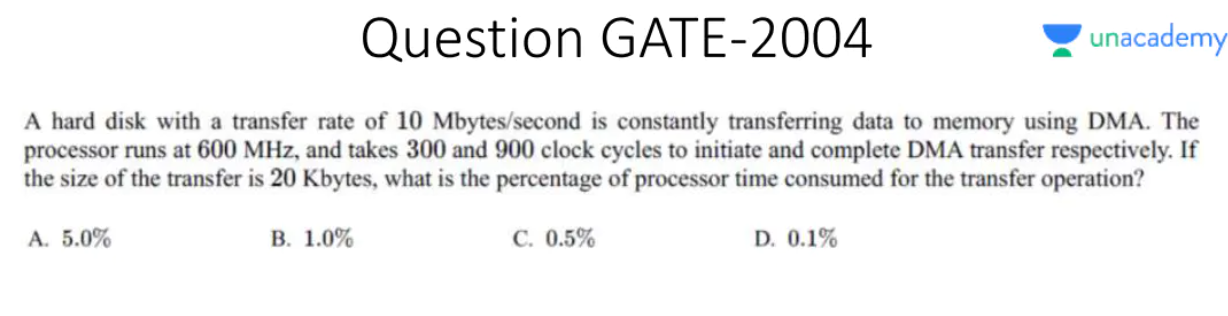 Question GATE-2004
unacademy
A hard disk with a transfer rate of 10 Mbytes/second is constantly transferring data to memory using DMA. The
processor runs at 600 MHz, and takes 300 and 900 clock cycles to initiate and complete DMA transfer respectively. If
the size of the transfer is 20 Kbytes, what is the percentage of processor time consumed for the transfer operation?
A. 5.0% B. 1.0% C. 0.5% D. 0.1%